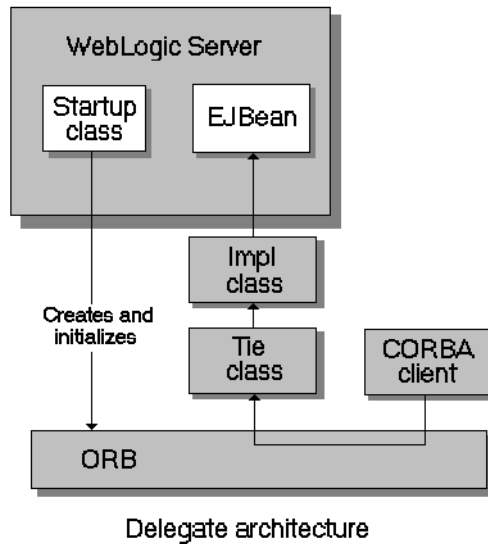 WebLogic Server
Startup
class
EJBean
Impl
class
Creates and
initializes
Tie
class
CORBA
client
ORB
Delegate architecture